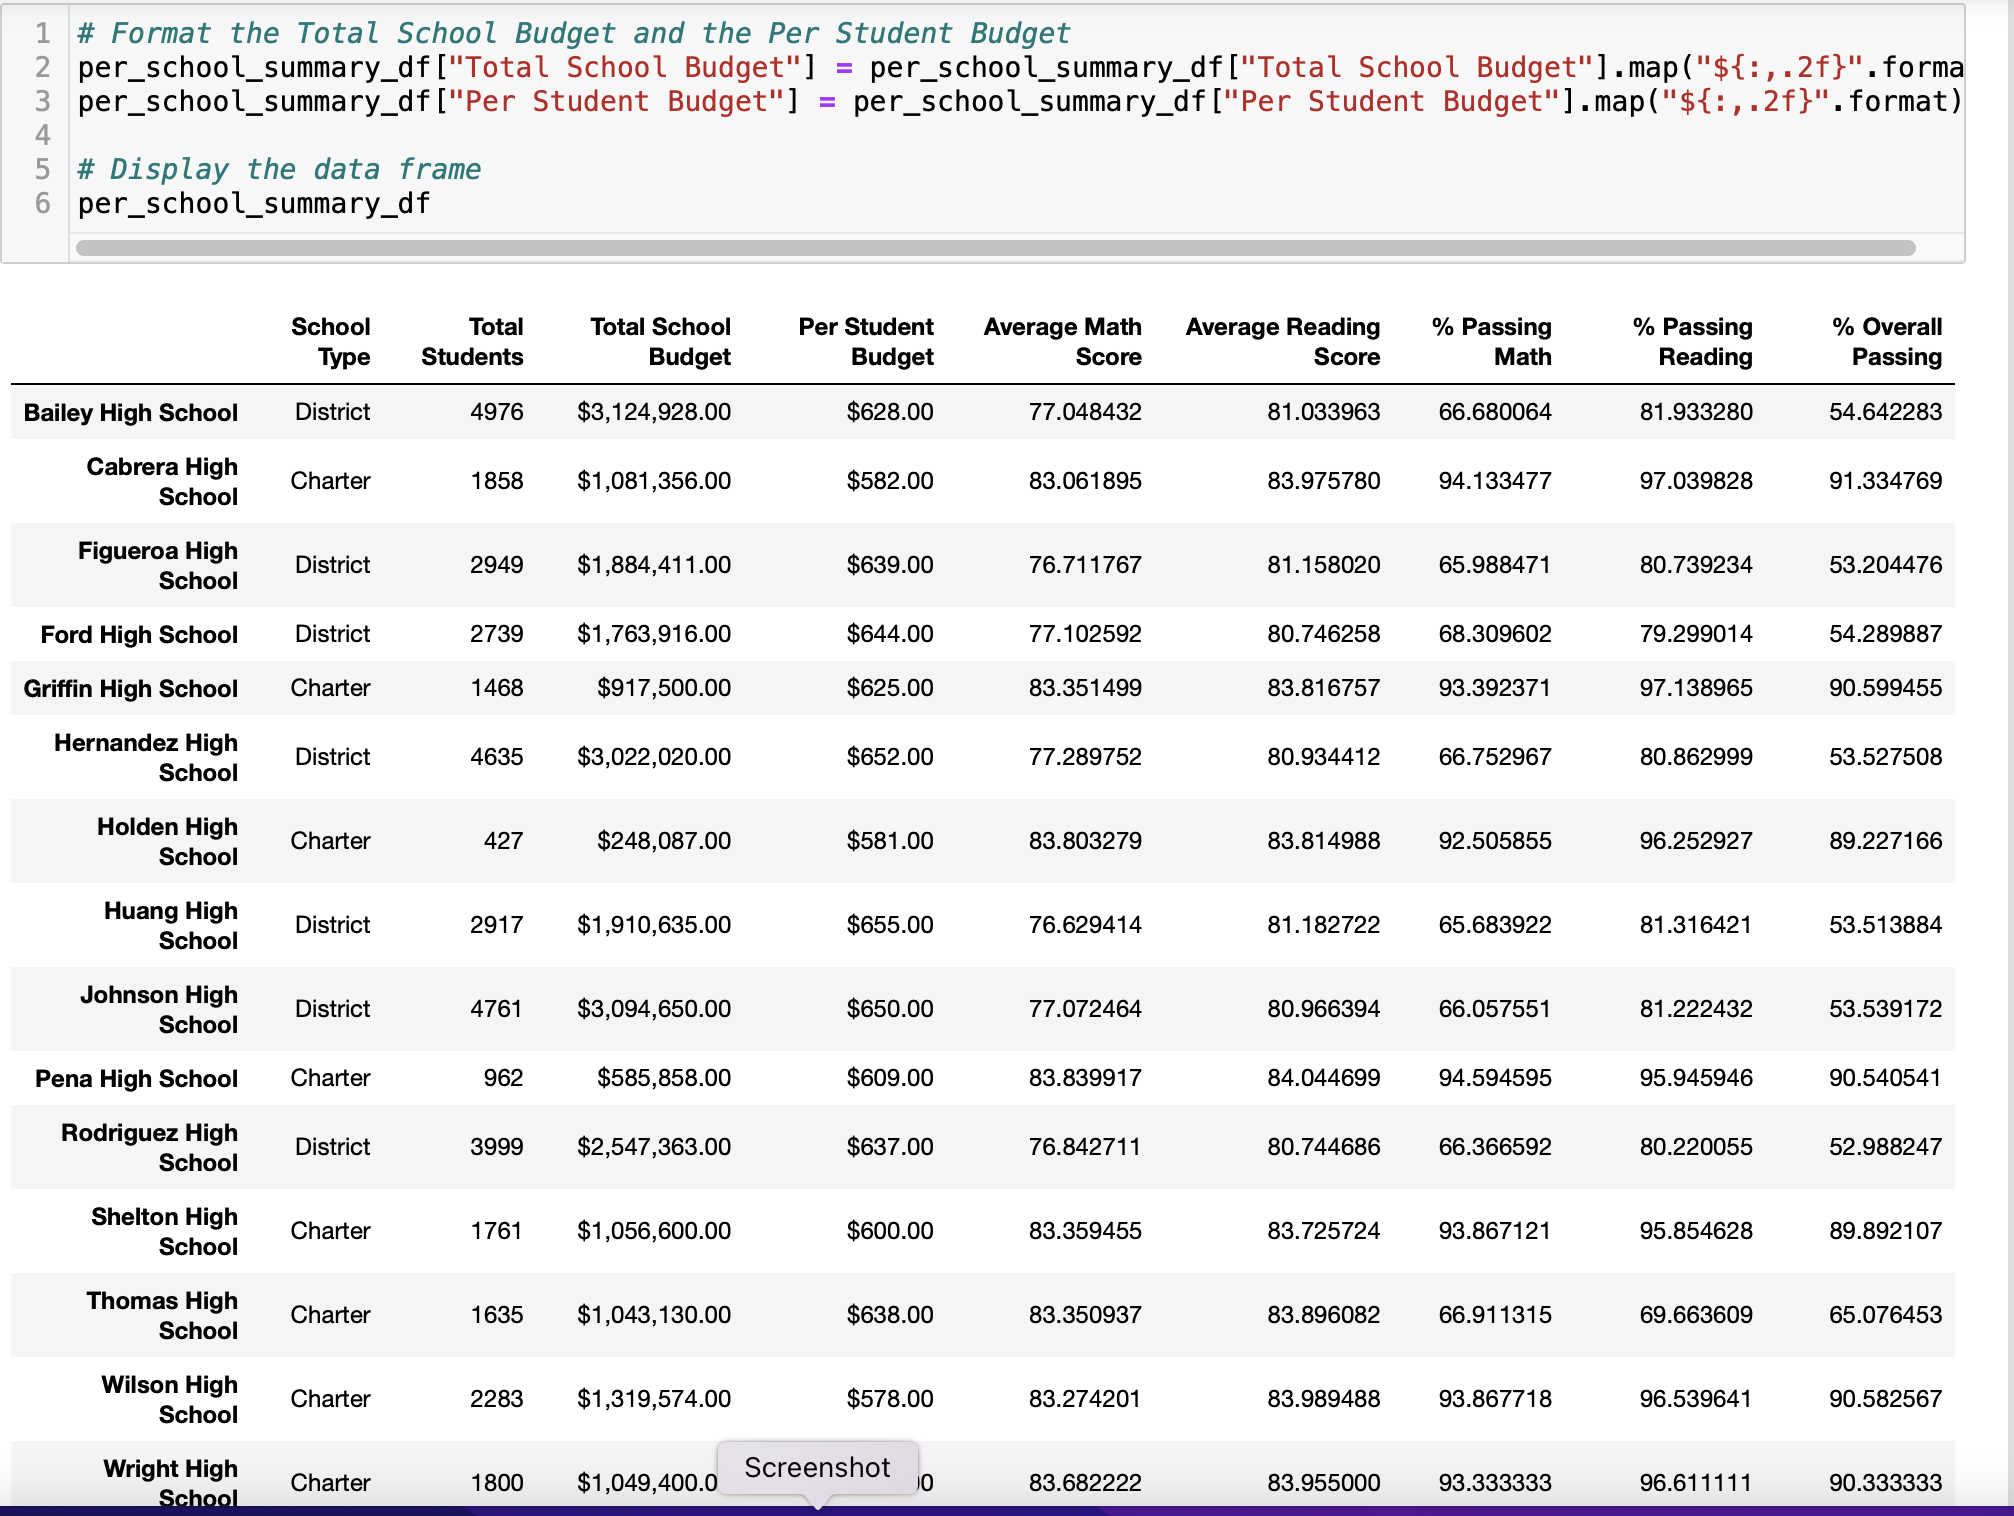 1 # Format the Total School Budget and the Per Student Budget
2 per_school_summary_df["Total School Budget"] = per_school_summary_df["Total School Budget"].map("${:,.2f}".forma
3 per_school_summary_df["Per Student Budget"] = per_school_summary_df["Per Student Budget"].map("${:,.2f}".format)
4
5 # Display the data frame
6 per_school_summary_df
School Total Total School Per Student Average Math Average Reading % Passing % Passing % Overall
Type Students Budget Budget Score Score Math Reading Passing
Bailey High School District 4976 $3,124,928.00 $628.00 77.048432 81.033963 66.680064 81.933280 54.642283
Cabrera High
School Charter 1858 $1,081,356.00 $582.00 83.061895 83.975780 94.133477 97.039828 91.334769
Figueroa High
School District 2949 $1,884,411.00 $639.00 76.711767 81.158020 65.988471 80.739234 53.204476
Ford High School District 2739 $1,763,916.00 $644.00 77.102592 80.746258 68.309602 79.299014 54.289887
Griffin High School Charter 1468 $917,500.00 $625.00 83.351499 83.816757 93.392371 97.138965 90.599455
Hernandez High
School District 4635 $3,022,020.00 $652.00 77.289752 80.934412 66.752967 80.862999 53.527508
Holden High
School Charter 427 $248,087.00 $581.00 83.803279 83.814988 92.505855 96.252927 89.227166
Huang High
School District 2917 $1,910,635.00 $655.00 76.629414 81.182722 65.683922 81.316421 53.513884
Johnson High
School District 4761 $3,094,650.00 $650.00 77.072464 80.966394 66.057551 81.222432 53.539172
Pena High School Charter 962 $585,858.00 $609.00 83.839917 84.044699 94.594595 95.945946 90.540541
Rodriguez High
School District 3999 $2,547,363.00 $637.00 76.842711 80.744686 66.366592 80.220055 52.988247
Shelton High
School Charter 1761 $1,056,600.00 $600.00 83.359455 83.725724 93.867121 95.854628 89.892107
Thomas High
School Charter 1635 $1,043,130.00 $638.00 83.350937 83.896082 66.911315 69.663609 65.076453
Wilson High
School Charter 2283 $1,319,574.00 $578.00 83.274201 83.989488 93.867718 96.539641 90.582567
Screenshot
Wright High
School Charter 1800 $1,049,400.0 0 83.682222 83.955000 93.333333 96.611111 90.333333